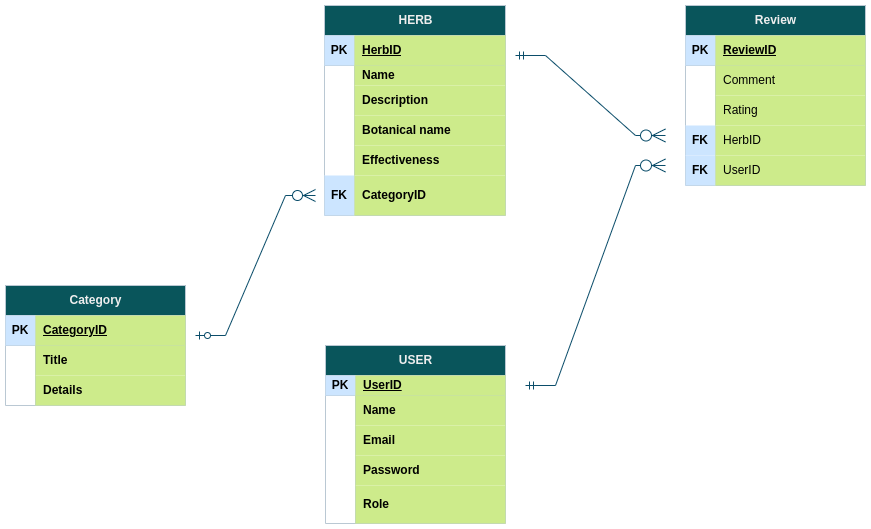 HERB
PK HerbID
Name
Description
Botanical name
Effectiveness
FK CategoryID
Review
PK ReviewID
Comment
Rating
FK HerbID
FK UserID
Category
PK CategoryID
Title
Details
USER
PK UserID
Name
Email
Password
Role